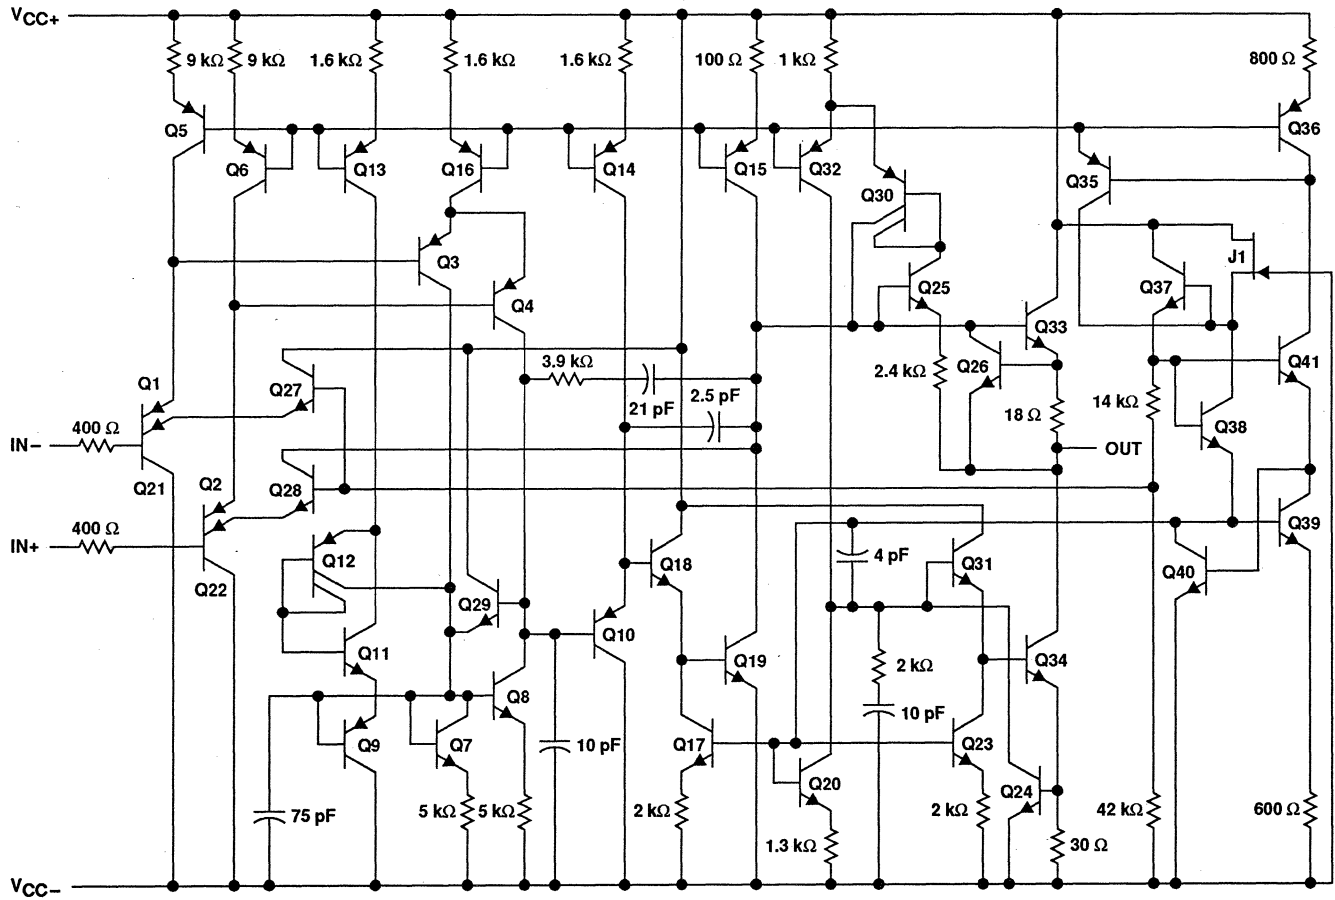 VCC+
9 kΩ 9 kΩ 1.6 kΩ 1.6 kΩ 1.6 kΩ 100 Ω 1 kΩ 800 Ω
Q5 Q36
Q6 Q13 Q16 Q14 Q15 Q32 Q30 Q35
Q3 J1
Q4 Q25 Q37
Q33
3.9 kΩ 2.4 kΩ Q26 Q41
Q1 Q27
21 pF 2.5 pF 18 Ω 14 kΩ
400 Ω Q38
IN− OUT
Q21 Q2 Q28
400 Ω Q39
IN+
Q12 Q18 4 pF Q31 Q40
Q22 Q29
Q10
Q11 Q19 2 kΩ Q34
Q8
10 pF
Q9 Q7 10 pF Q17 Q23
Q20 Q24
75 pF 5 kΩ 5 kΩ 2 kΩ 2 kΩ 42 kΩ 600 Ω
1.3 kΩ 30 Ω
VCC−